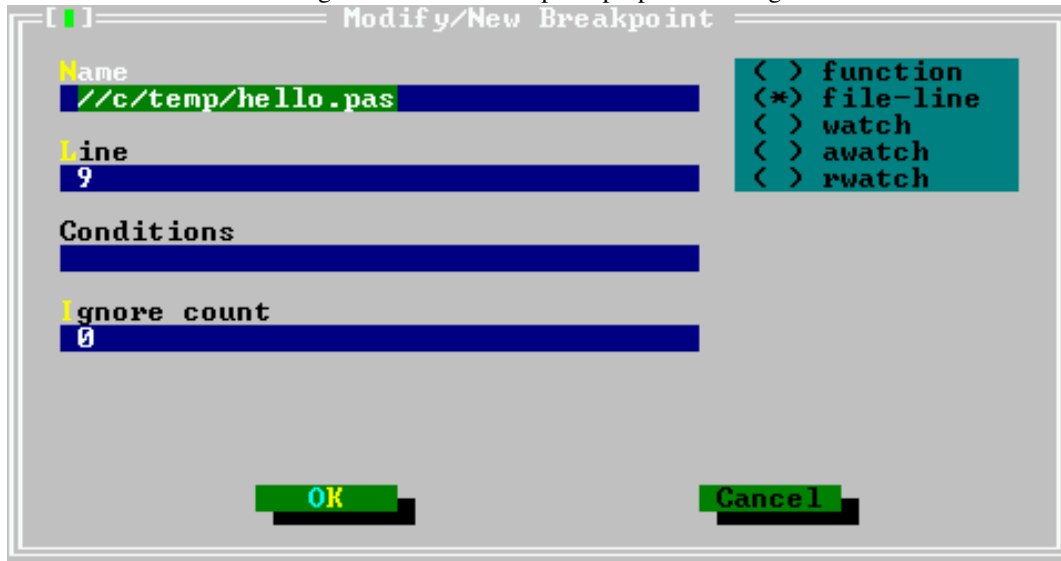 [ ] Modify/New Breakpoint
Name
//c/temp/hello.pas
Line
9
Conditions
Ignore count
0
( ) function
(*) file-line
( ) watch
( ) awatch
( ) rwatch
OK
Cancel